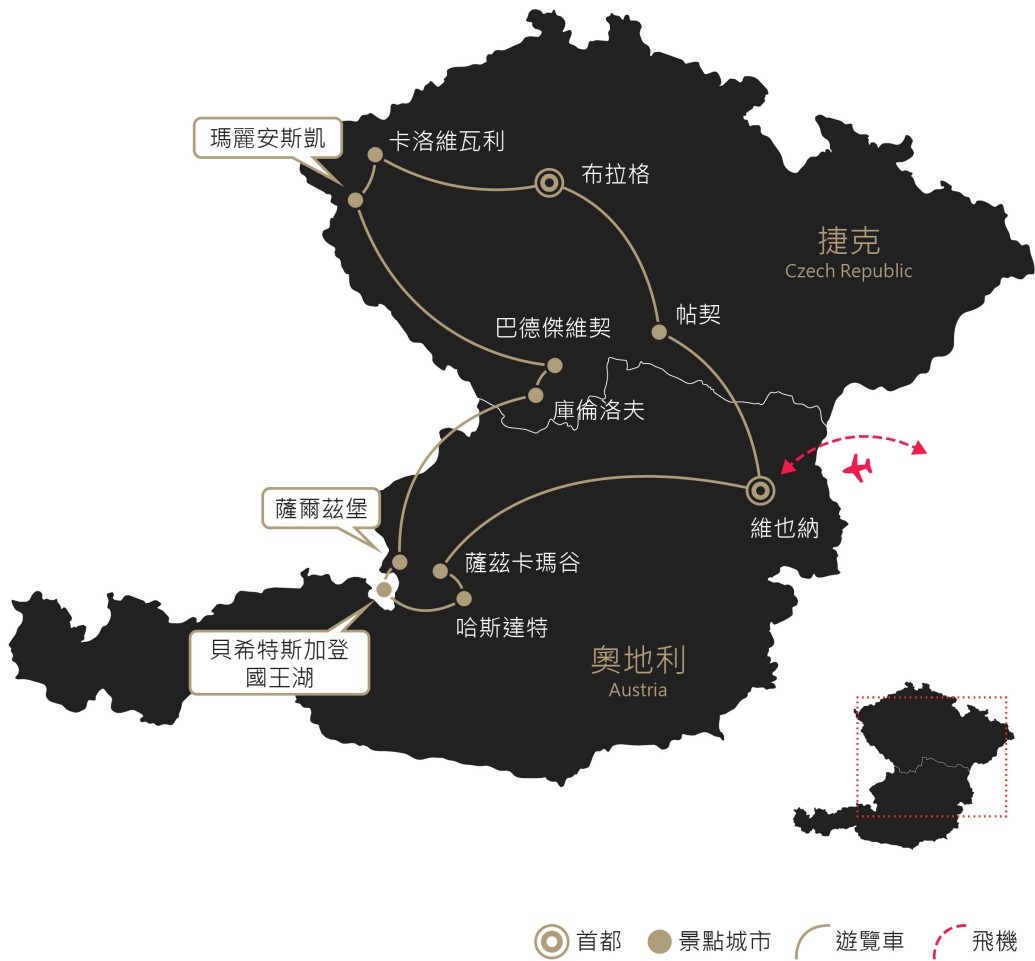 瑪麗安斯凱
卡洛維瓦利
布拉格
捷克
Czech Republic
帖契
巴德傑維契
庫倫洛夫
薩爾茲堡
維也納
薩茲卡瑪谷
哈斯達特
貝希特斯加登
國王湖
奧地利
Austria
首都
景點城市
遊覽車
飛機